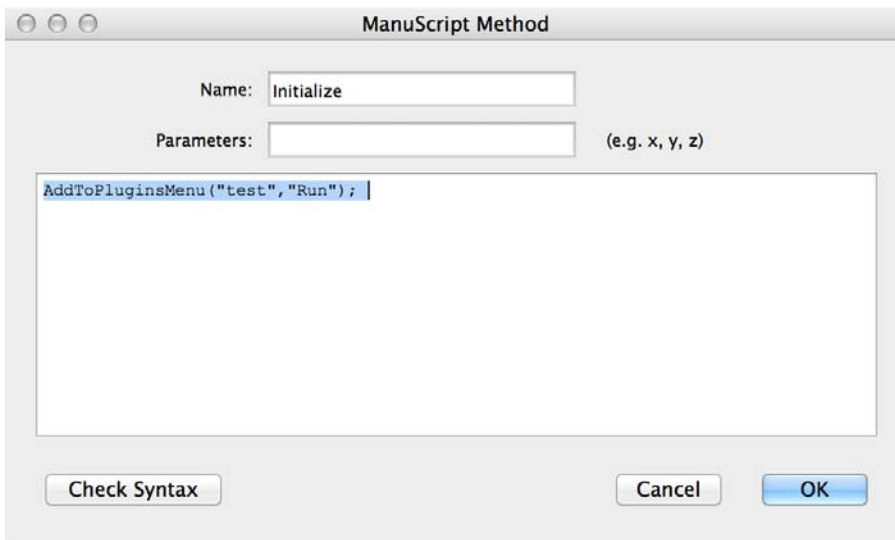 ManuScript Method
Name: Initialize
Parameters: (e.g. x, y, z)
AddToPluginsMenu("test","Run");
Check Syntax Cancel OK